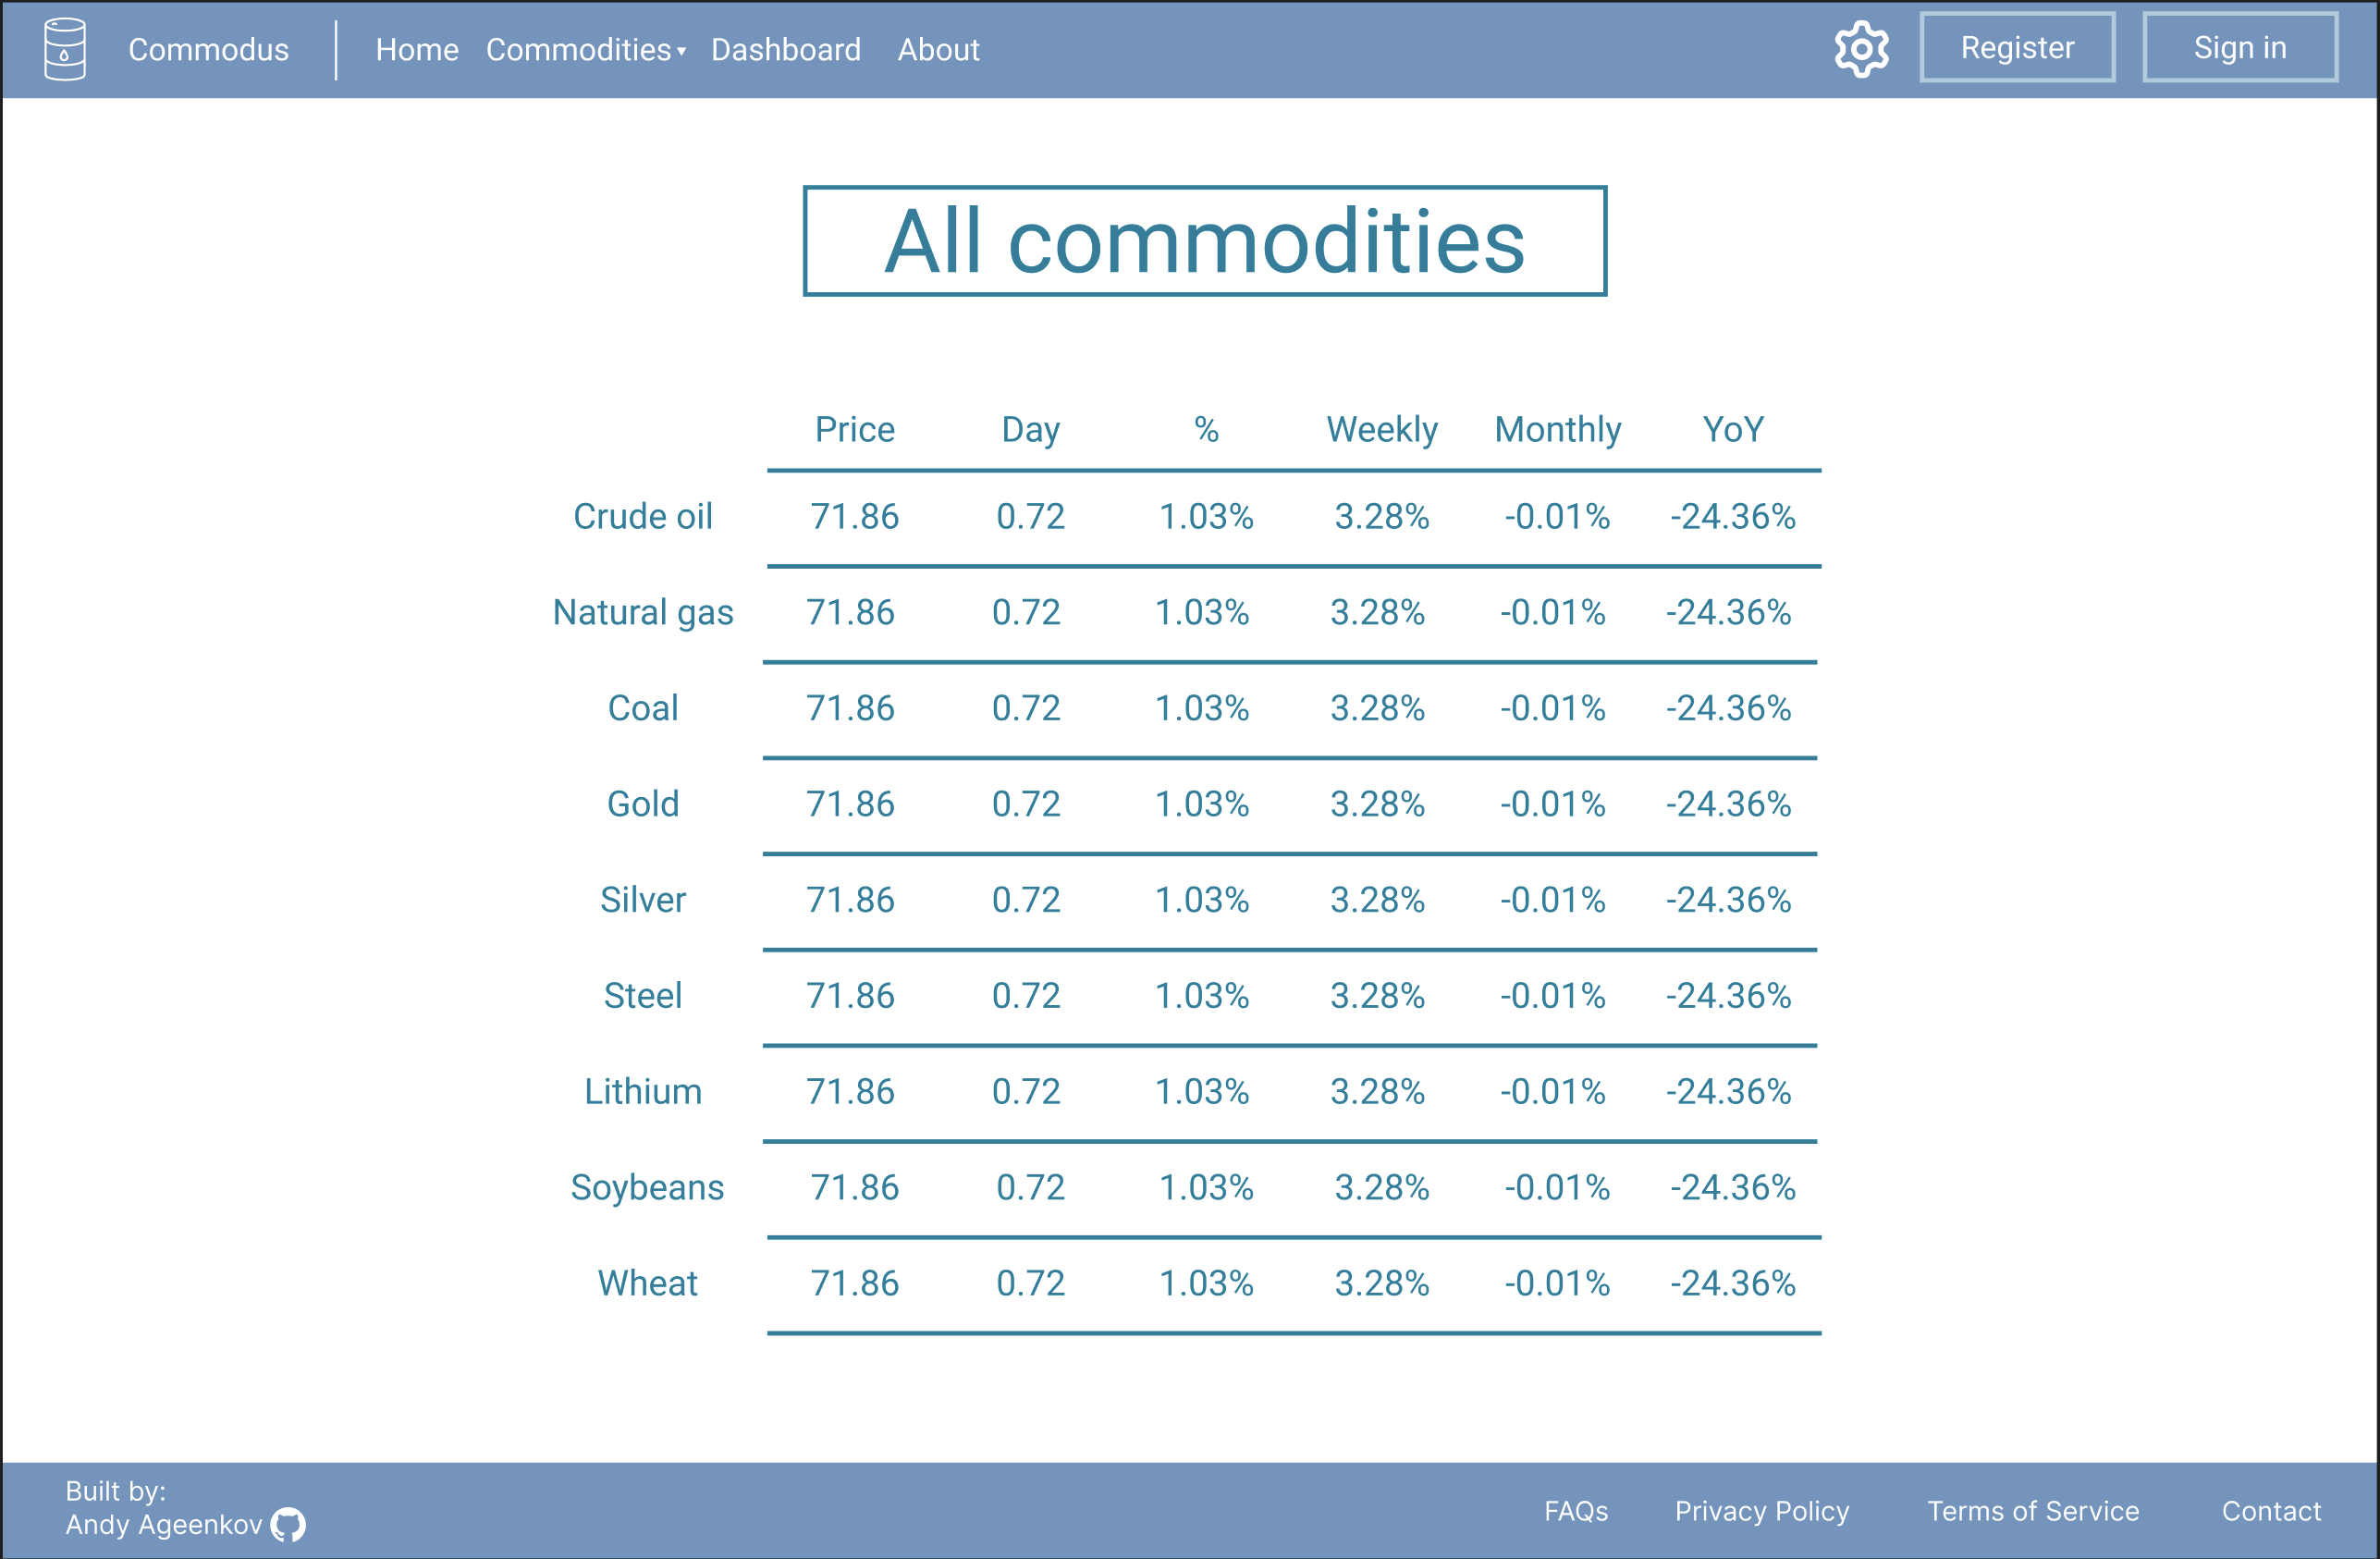 Commodus Home Commodities Dashboard About Register Sign in
All commodities
Price Day % Weekly Monthly YoY
Crude oil 71.86 0.72 1.03% 3.28% -0.01% -24.36%
Natural gas 71.86 0.72 1.03% 3.28% -0.01% -24.36%
Coal 71.86 0.72 1.03% 3.28% -0.01% -24.36%
Gold 71.86 0.72 1.03% 3.28% -0.01% -24.36%
Silver 71.86 0.72 1.03% 3.28% -0.01% -24.36%
Steel 71.86 0.72 1.03% 3.28% -0.01% -24.36%
Lithium 71.86 0.72 1.03% 3.28% -0.01% -24.36%
Soybeans 71.86 0.72 1.03% 3.28% -0.01% -24.36%
Wheat 71.86 0.72 1.03% 3.28% -0.01% -24.36%
Built by:
Andy Ageenkov
FAQs Privacy Policy Terms of Service Contact